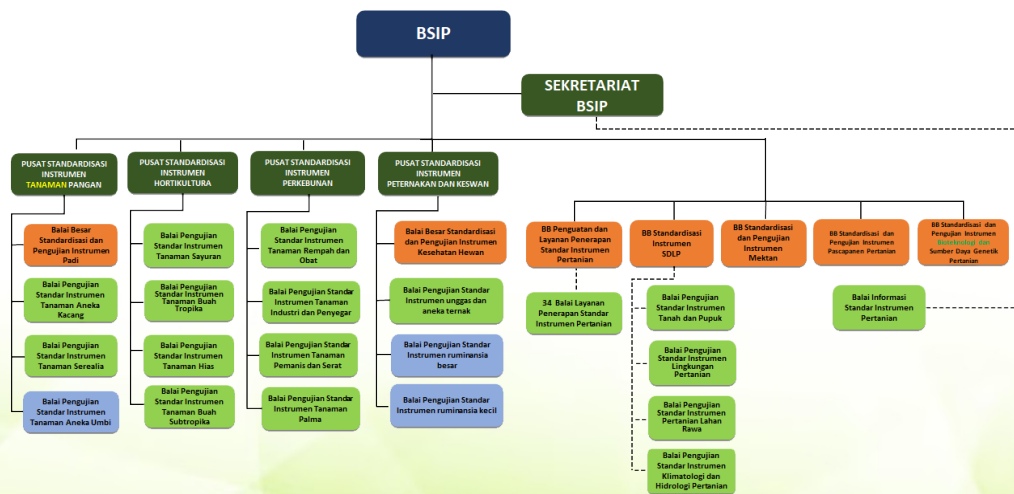 BSIP
SEKRETARIAT
BSIP
PUSAT STANDARDISASI
INSTRUMEN
TANAMAN PANGAN
PUSAT STANDARDISASI
INSTRUMEN
HORTIKULTURA
PUSAT STANDARDISASI
INSTRUMEN
PERKEBUNAN
PUSAT STANDARDISASI
INSTRUMEN
PETERNAKAN DAN KESWAN
Balai Besar
Standardisasi dan
Pengujian Instrumen
Padi
Balai Pengujian
Standar Instrumen
Tanaman Aneka
Kacang
Balai Pengujian
Standar Instrumen
Tanaman Serealia
Balai Pengujian
Standar Instrumen
Tanaman Aneka Umbi
Balai Pengujian
Standar Instrumen
Tanaman Sayuran
Balai Pengujian
Standar Instrumen
Tanaman Buah
Tropika
Balai Pengujian
Standar Instrumen
Tanaman Hias
Balai Pengujian
Standar Instrumen
Tanaman Buah
Subtropika
Balai Pengujian
Standar Instrumen
Tanaman Rempah dan
Obat
Balai Pengujian Standar
Instrumen Tanaman
Industri dan Penyegar
Balai Pengujian Standar
Instrumen Tanaman
Pemanis dan Serat
Balai Pengujian Standar
Instrumen Tanaman
Palma
Balai Besar Standardisasi
dan Pengujian Instrumen
Kesehatan Hewan
Balai Pengujian Standar
Instrumen unggas dan
aneka ternak
Balai Pengujian Standar
Instrumen ruminansia
besar
Balai Pengujian Standar
Instrumen ruminansia kecil
BB Penguatan dan
Layanan Penerapan
Standar Instrumen
Pertanian
34 Balai Layanan
Penerapan Standar
Instrumen Pertanian
BB Standardisasi
Instrumen
SDLP
Balai Pengujian
Standar Instrumen
Tanah dan Pupuk
Balai Pengujian
Standar Instrumen
Lingkungan
Pertanian
Balai Pengujian
Standar Instrumen
Pertanian Lahan
Rawa
Balai Pengujian
Standar Instrumen
Klimatologi dan
Hidrologi Pertanian
BB Standardisasi
dan Pengujian
Instrumen
Mektan
BB Standardisasi dan
Pengujian Instrumen
Pascapanen Pertanian
BB Standardisasi dan
Pengujian Instrumen
Bioteknologi dan
Sumber Daya Genetik
Pertanian
Balai Informasi
Standar Instrumen
Pertanian